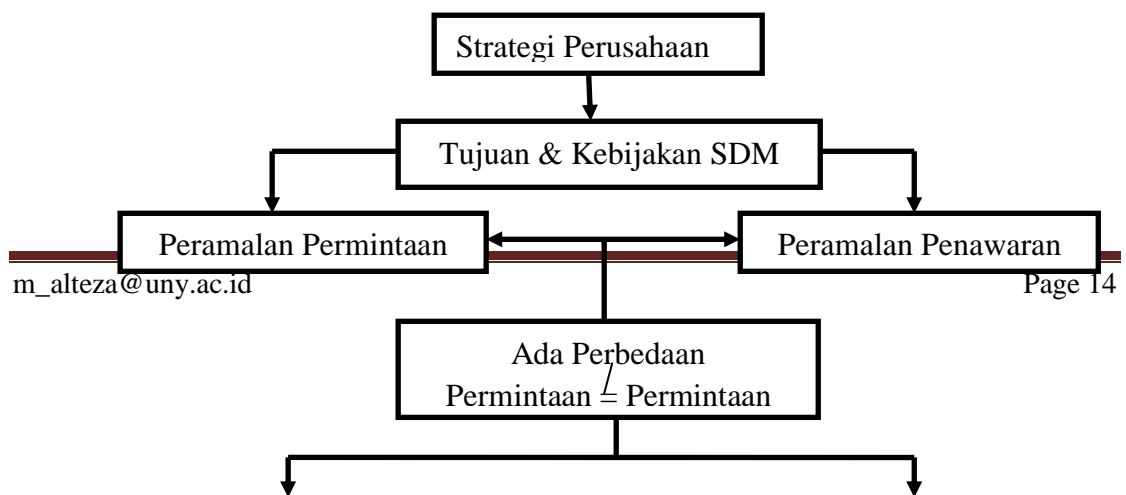 Strategi Perusahaan
Tujuan & Kebijakan SDM
Peramalan Permintaan
Peramalan Penawaran
m_alteza@uny.ac.id
Page 14
Ada Perbedaan
Permintaan ≠ Permintaan